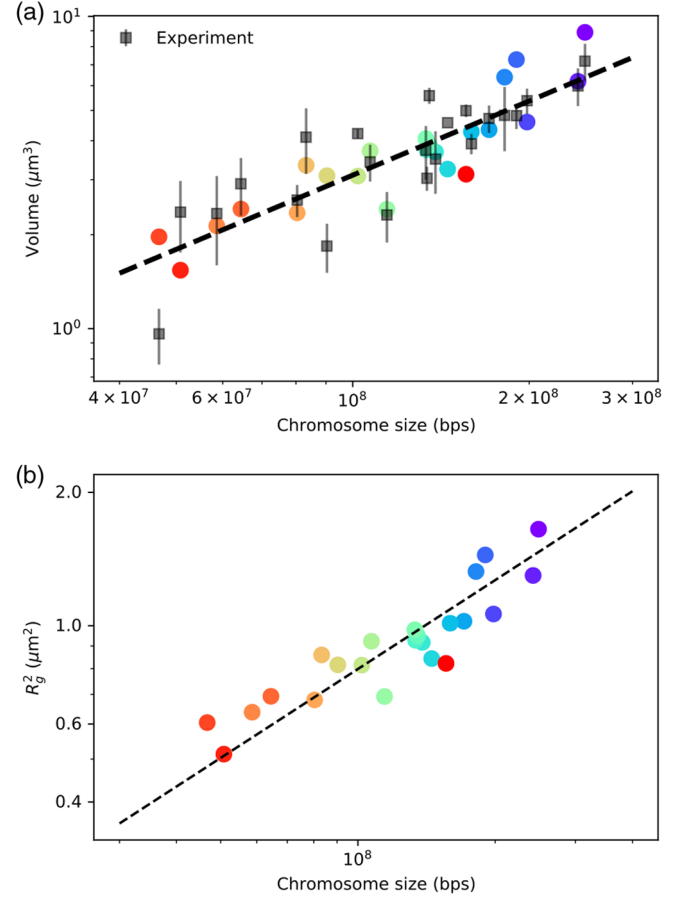 (a)
10¹
Experiment
Volume (μm³)
10⁰
4 × 10⁷
6 × 10⁷
10⁸
2 × 10⁸
3 × 10⁸
Chromosome size (bps)
(b)
2.0
1.0
R_g² (μm²)
0.6
0.4
10⁸
Chromosome size (bps)